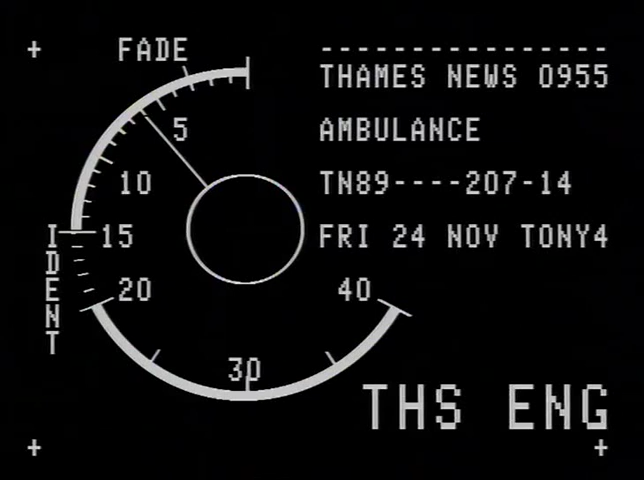 FADE
----------------
THAMES NEWS 0955
AMBULANCE
TN89----207-14
FRI 24 NOV TONY4
5
10
15
20
30
40
IDENT
THS ENG